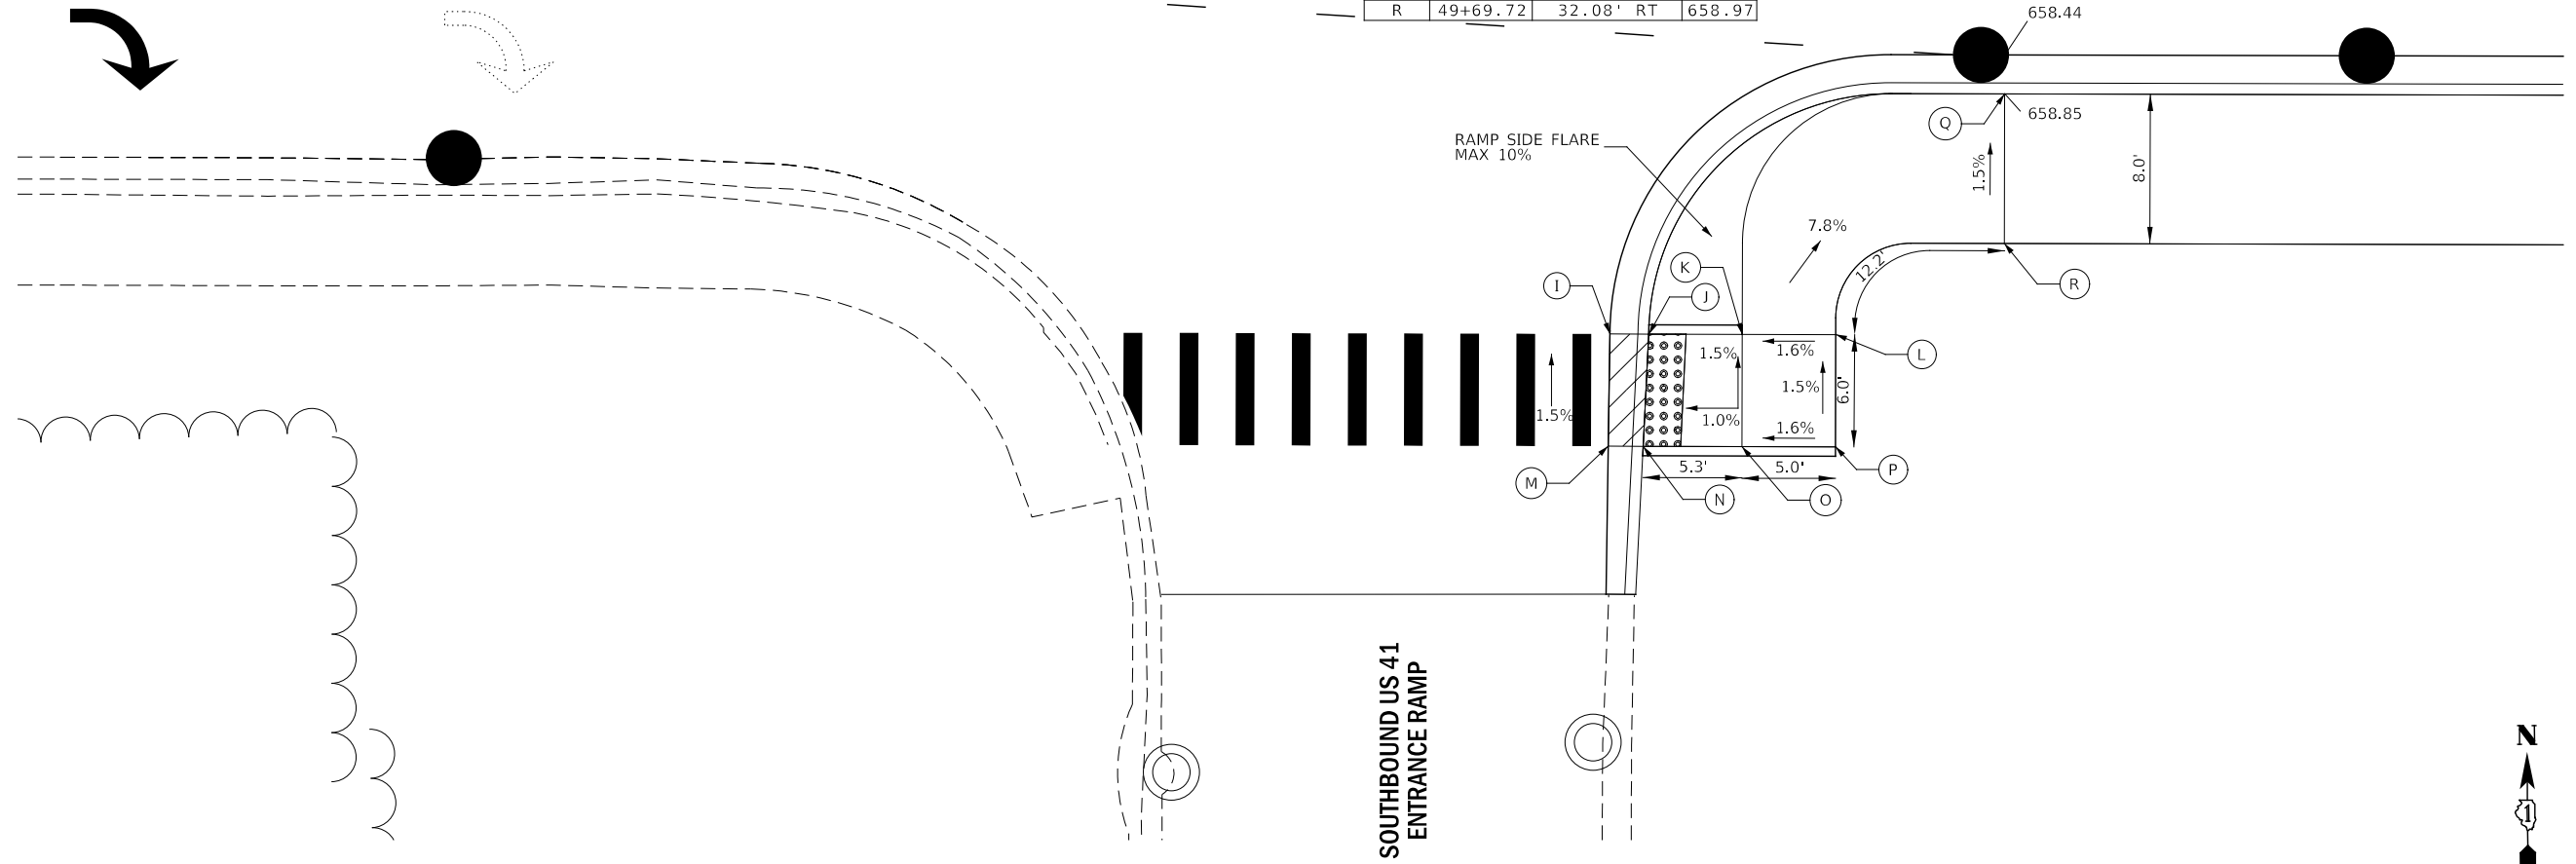 R 49+69.72 32.08' RT 658.97
658.44
658.85
Q
RAMP SIDE FLARE
MAX 10%
1.5%
8.0'
7.8%
12.2'
K
I
J
R
L
1.5%
1.6%
1.5%
6.0'
1.5%
1.0%
1.6%
M
5.3'
5.0'
P
N
O
SOUTHBOUND US 41
ENTRANCE RAMP
N
1